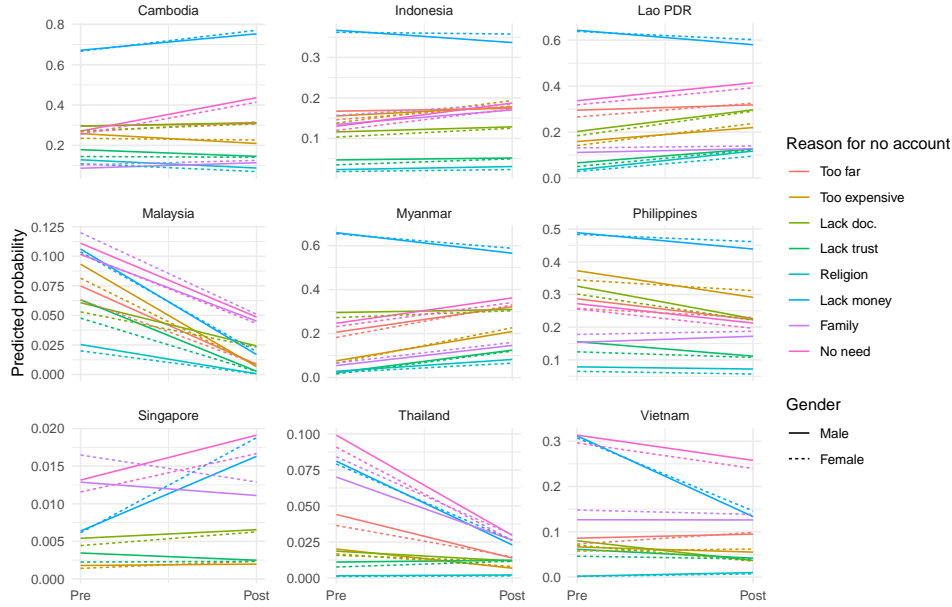 Cambodia
Indonesia
Lao PDR
0.8
0.6
0.4
0.2
0.3
0.2
0.1
0.6
0.4
0.2
0.0
Malaysia
Myanmar
Philippines
0.125
0.100
0.075
0.050
0.025
0.000
0.6
0.4
0.2
0.0
0.5
0.4
0.3
0.2
0.1
Singapore
Thailand
Vietnam
0.020
0.015
0.010
0.005
0.000
0.100
0.075
0.050
0.025
0.000
0.3
0.2
0.1
0.0
Pre
Post
Pre
Post
Pre
Post
Predicted probability
Reason for no account
Too far
Too expensive
Lack doc.
Lack trust
Religion
Lack money
Family
No need
Gender
Male
Female